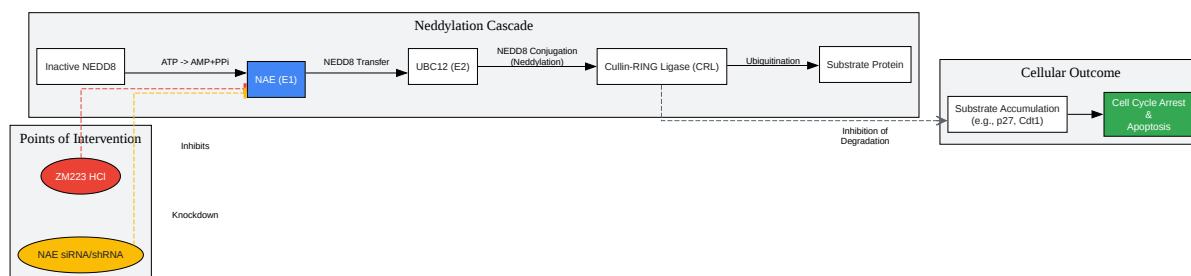 Neddylation Cascade
Inactive NEDD8
ATP -> AMP+PPi
NAE (E1)
NEDD8 Transfer
UBC12 (E2)
NEDD8 Conjugation
(Neddylation)
Cullin-RING Ligase (CRL)
Ubiquitination
Substrate Protein
Cellular Outcome
Substrate Accumulation
(e.g., p27, Cdt1)
Cell Cycle Arrest
&
Apoptosis
Inhibition of
Degradation
Points of Intervention
Inhibits
ZM223 HCl
Knockdown
NAE siRNA/shRNA